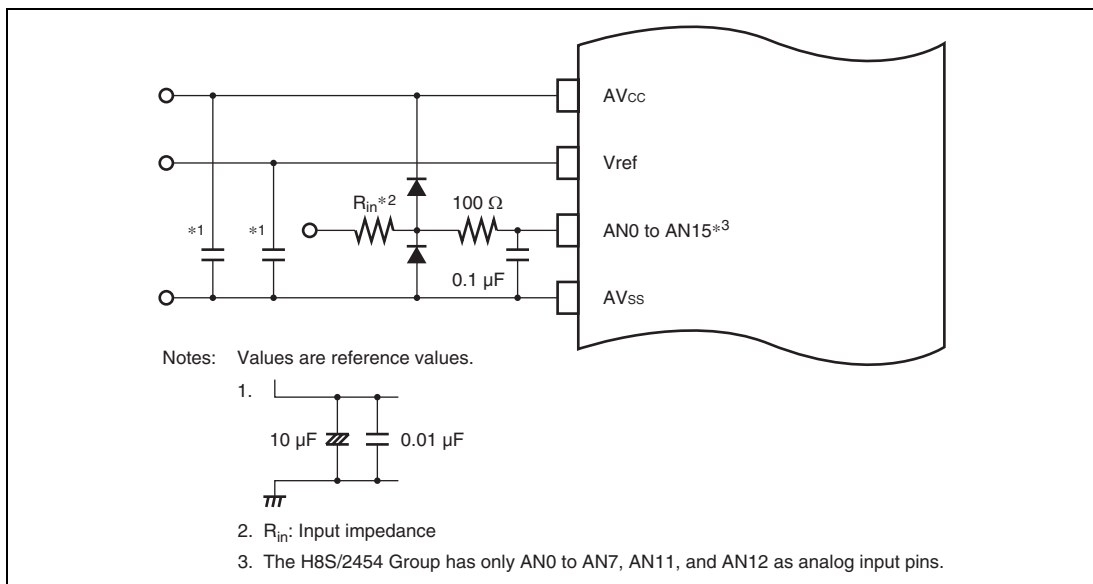 AVcc
Vref
Rin*2
100 Ω
*1
*1
AN0 to AN15*3
0.1 µF
AVss
Notes: Values are reference values.
1.
10 µF
0.01 µF
2. Rin: Input impedance
3. The H8S/2454 Group has only AN0 to AN7, AN11, and AN12 as analog input pins.